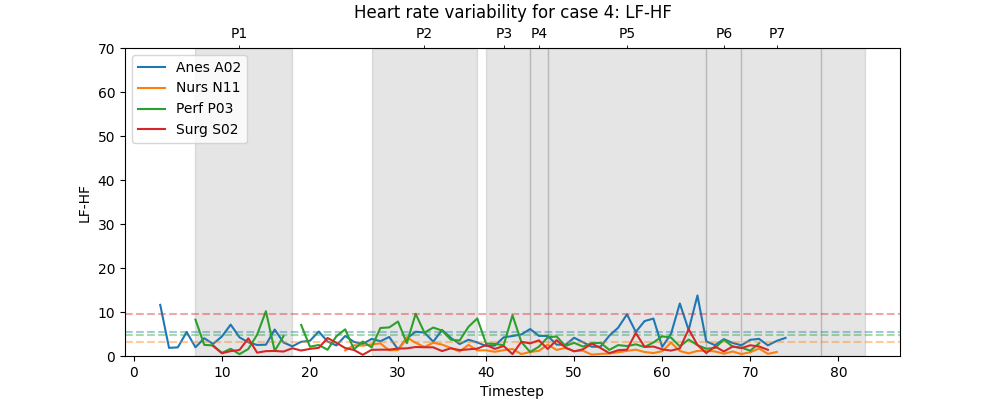 Heart rate variability for case 4: LF-HF
P1 P2 P3 P4 P5 P6 P7
70
60
50
40
30
20
10
0
LF-HF
Anes A02
Nurs N11
Perf P03
Surg S02
0 10 20 30 40 50 60 70 80
Timestep